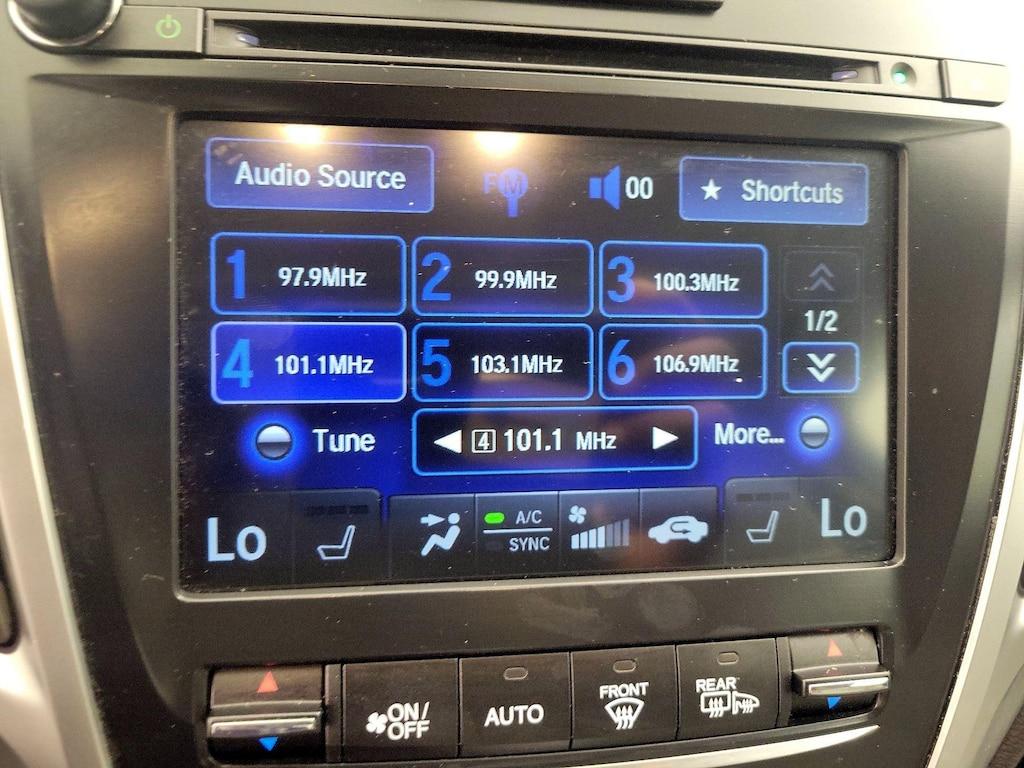 Audio Source
FM
00
★ Shortcuts
1 97.9MHz
2 99.9MHz
3 100.3MHz
1/2
4 101.1MHz
5 103.1MHz
6 106.9MHz
Tune
4 101.1 MHz
More...
Lo
A/C
SYNC
Lo
ON/
OFF
AUTO
FRONT
REAR